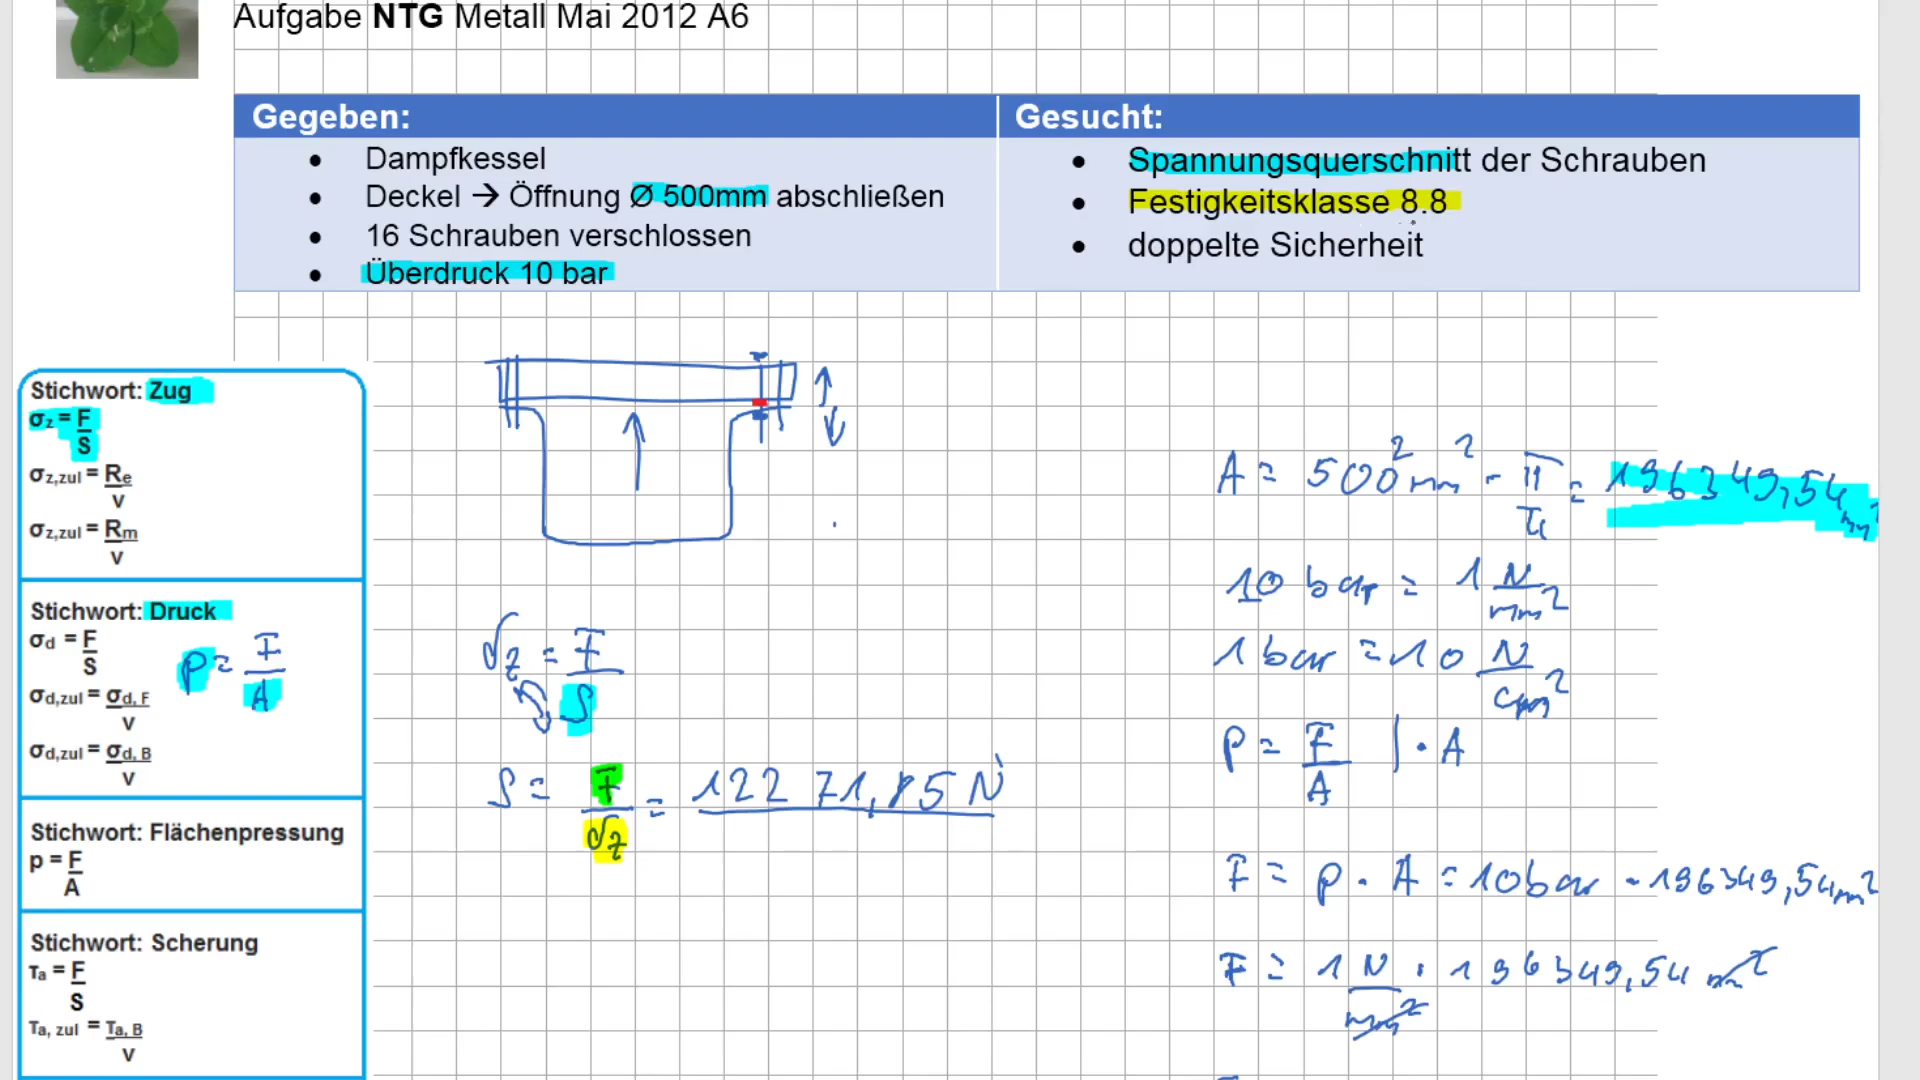 Aufgabe NTG Metall Mai 2012 A6
Gegeben:
• Dampfkessel
• Deckel → Öffnung Ø 500mm abschließen
• 16 Schrauben verschlossen
• Überdruck 10 bar
Gesucht:
• Spannungsquerschnitt der Schrauben
• Festigkeitsklasse 8.8
• doppelte Sicherheit
Stichwort: Zug
σz = F
S
σz,zul = Re
v
σz,zul = Rm
v
Stichwort: Druck
σd = F
S
p = F
A
σd,zul = σd, F
v
σd,zul = σd, B
v
Stichwort: Flächenpressung
p = F
A
Stichwort: Scherung
τa = F
S
τa, zul = τa, B
v
σz = F
S
S = F = 12271,85 N
σz
A = 500² mm² · π = 196349,54 mm²
4
10 bar = 1 N
mm²
1 bar = 10 N
cm²
p = F | · A
A
F = p · A = 10 bar · 196349,54 mm²
F = 1 N · 196349,54 mm²
mm²